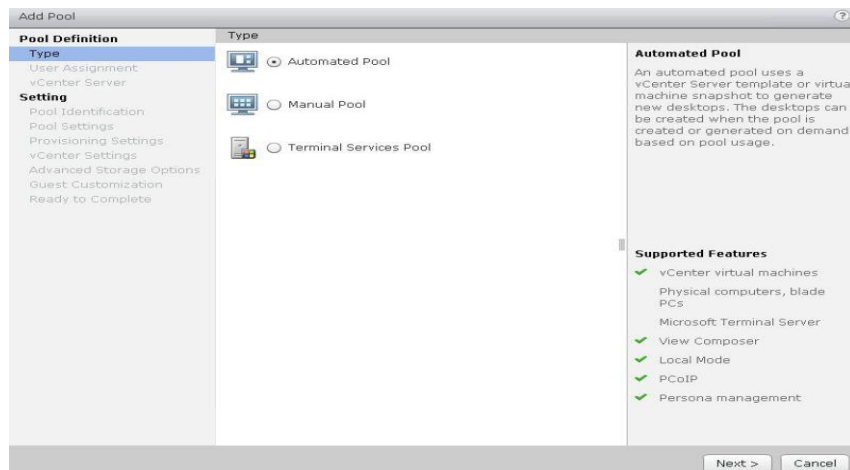 Add Pool
?
Pool Definition
Type
User Assignment
vCenter Server
Setting
Pool Identification
Pool Settings
Provisioning Settings
vCenter Settings
Advanced Storage Options
Guest Customization
Ready to Complete
Type
Automated Pool
Manual Pool
Terminal Services Pool
Automated Pool
An automated pool uses a
vCenter Server template or virtua
machine snapshot to generate
new desktops. The desktops can
be created when the pool is
created or generated on demand
based on pool usage.
Supported Features
vCenter virtual machines
Physical computers, blade
PCs
Microsoft Terminal Server
View Composer
Local Mode
PCoIP
Persona management
Next >
Cancel